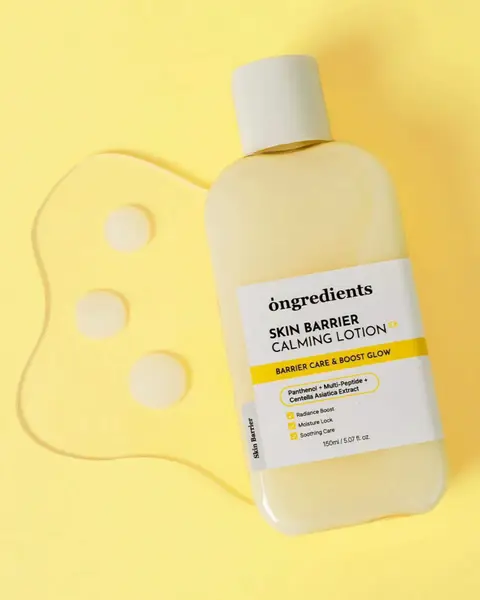 ongredients
SKIN BARRIER
CALMING LOTION EX
BARRIER CARE & BOOST GLOW
Panthenol + Multi-Peptide +
Centella Asiatica Extract
Radiance Boost
Moisture Lock
Soothing Care
150ml / 5.07 fl. oz.
Skin Barrier